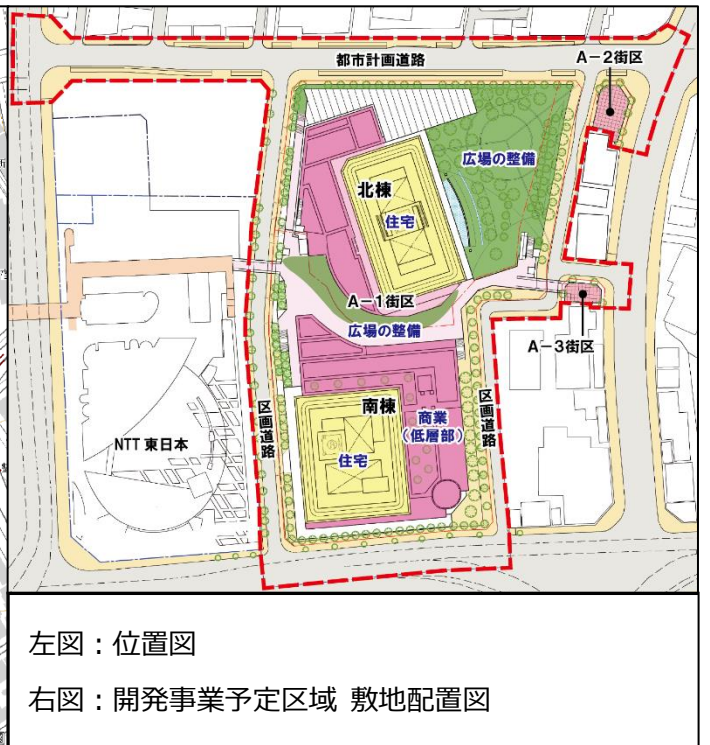 都市計画道路
A－2街区
広場の整備
北棟
住宅
A－1街区
広場の整備
A－3街区
区画道路
南棟
商業
（低層部）
区画道路
NTT 東日本
住宅
左図：位置図
右図：開発事業予定区域 敷地配置図